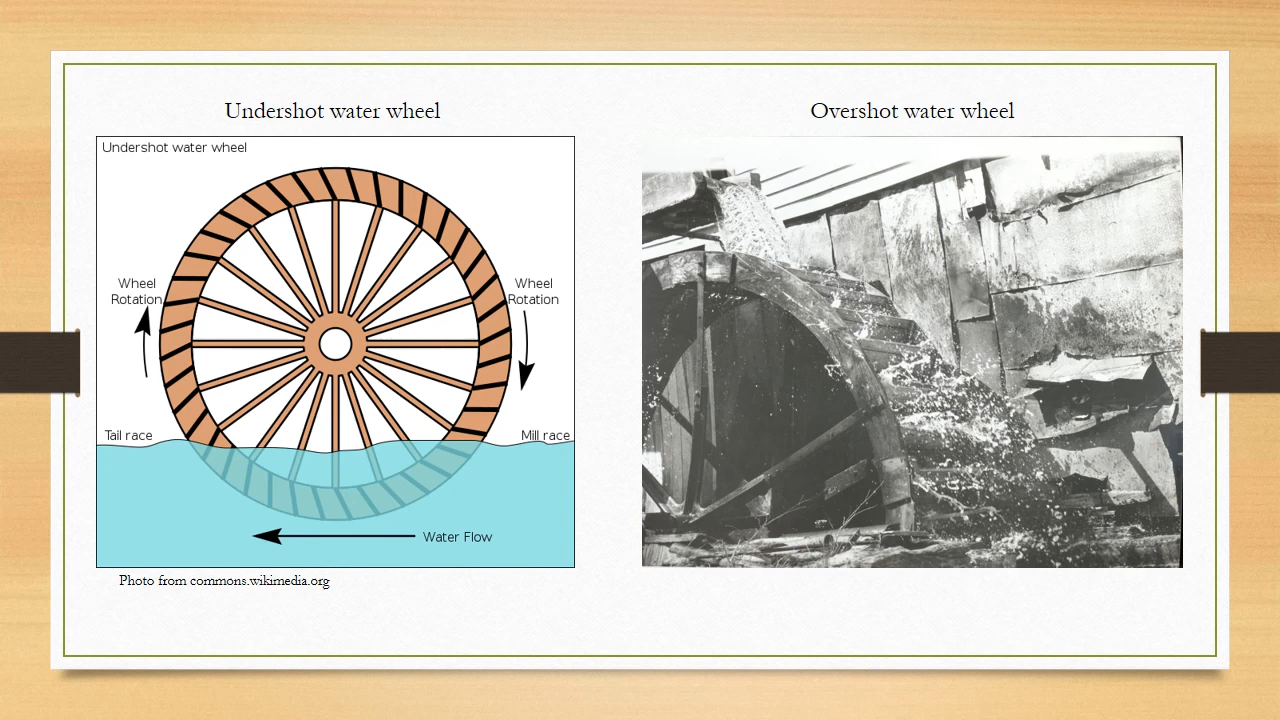 Undershot water wheel
Overshot water wheel
Undershot water wheel
Wheel
Rotation
Wheel
Rotation
Tail race
Mill race
Water Flow
Photo from commons.wikimedia.org